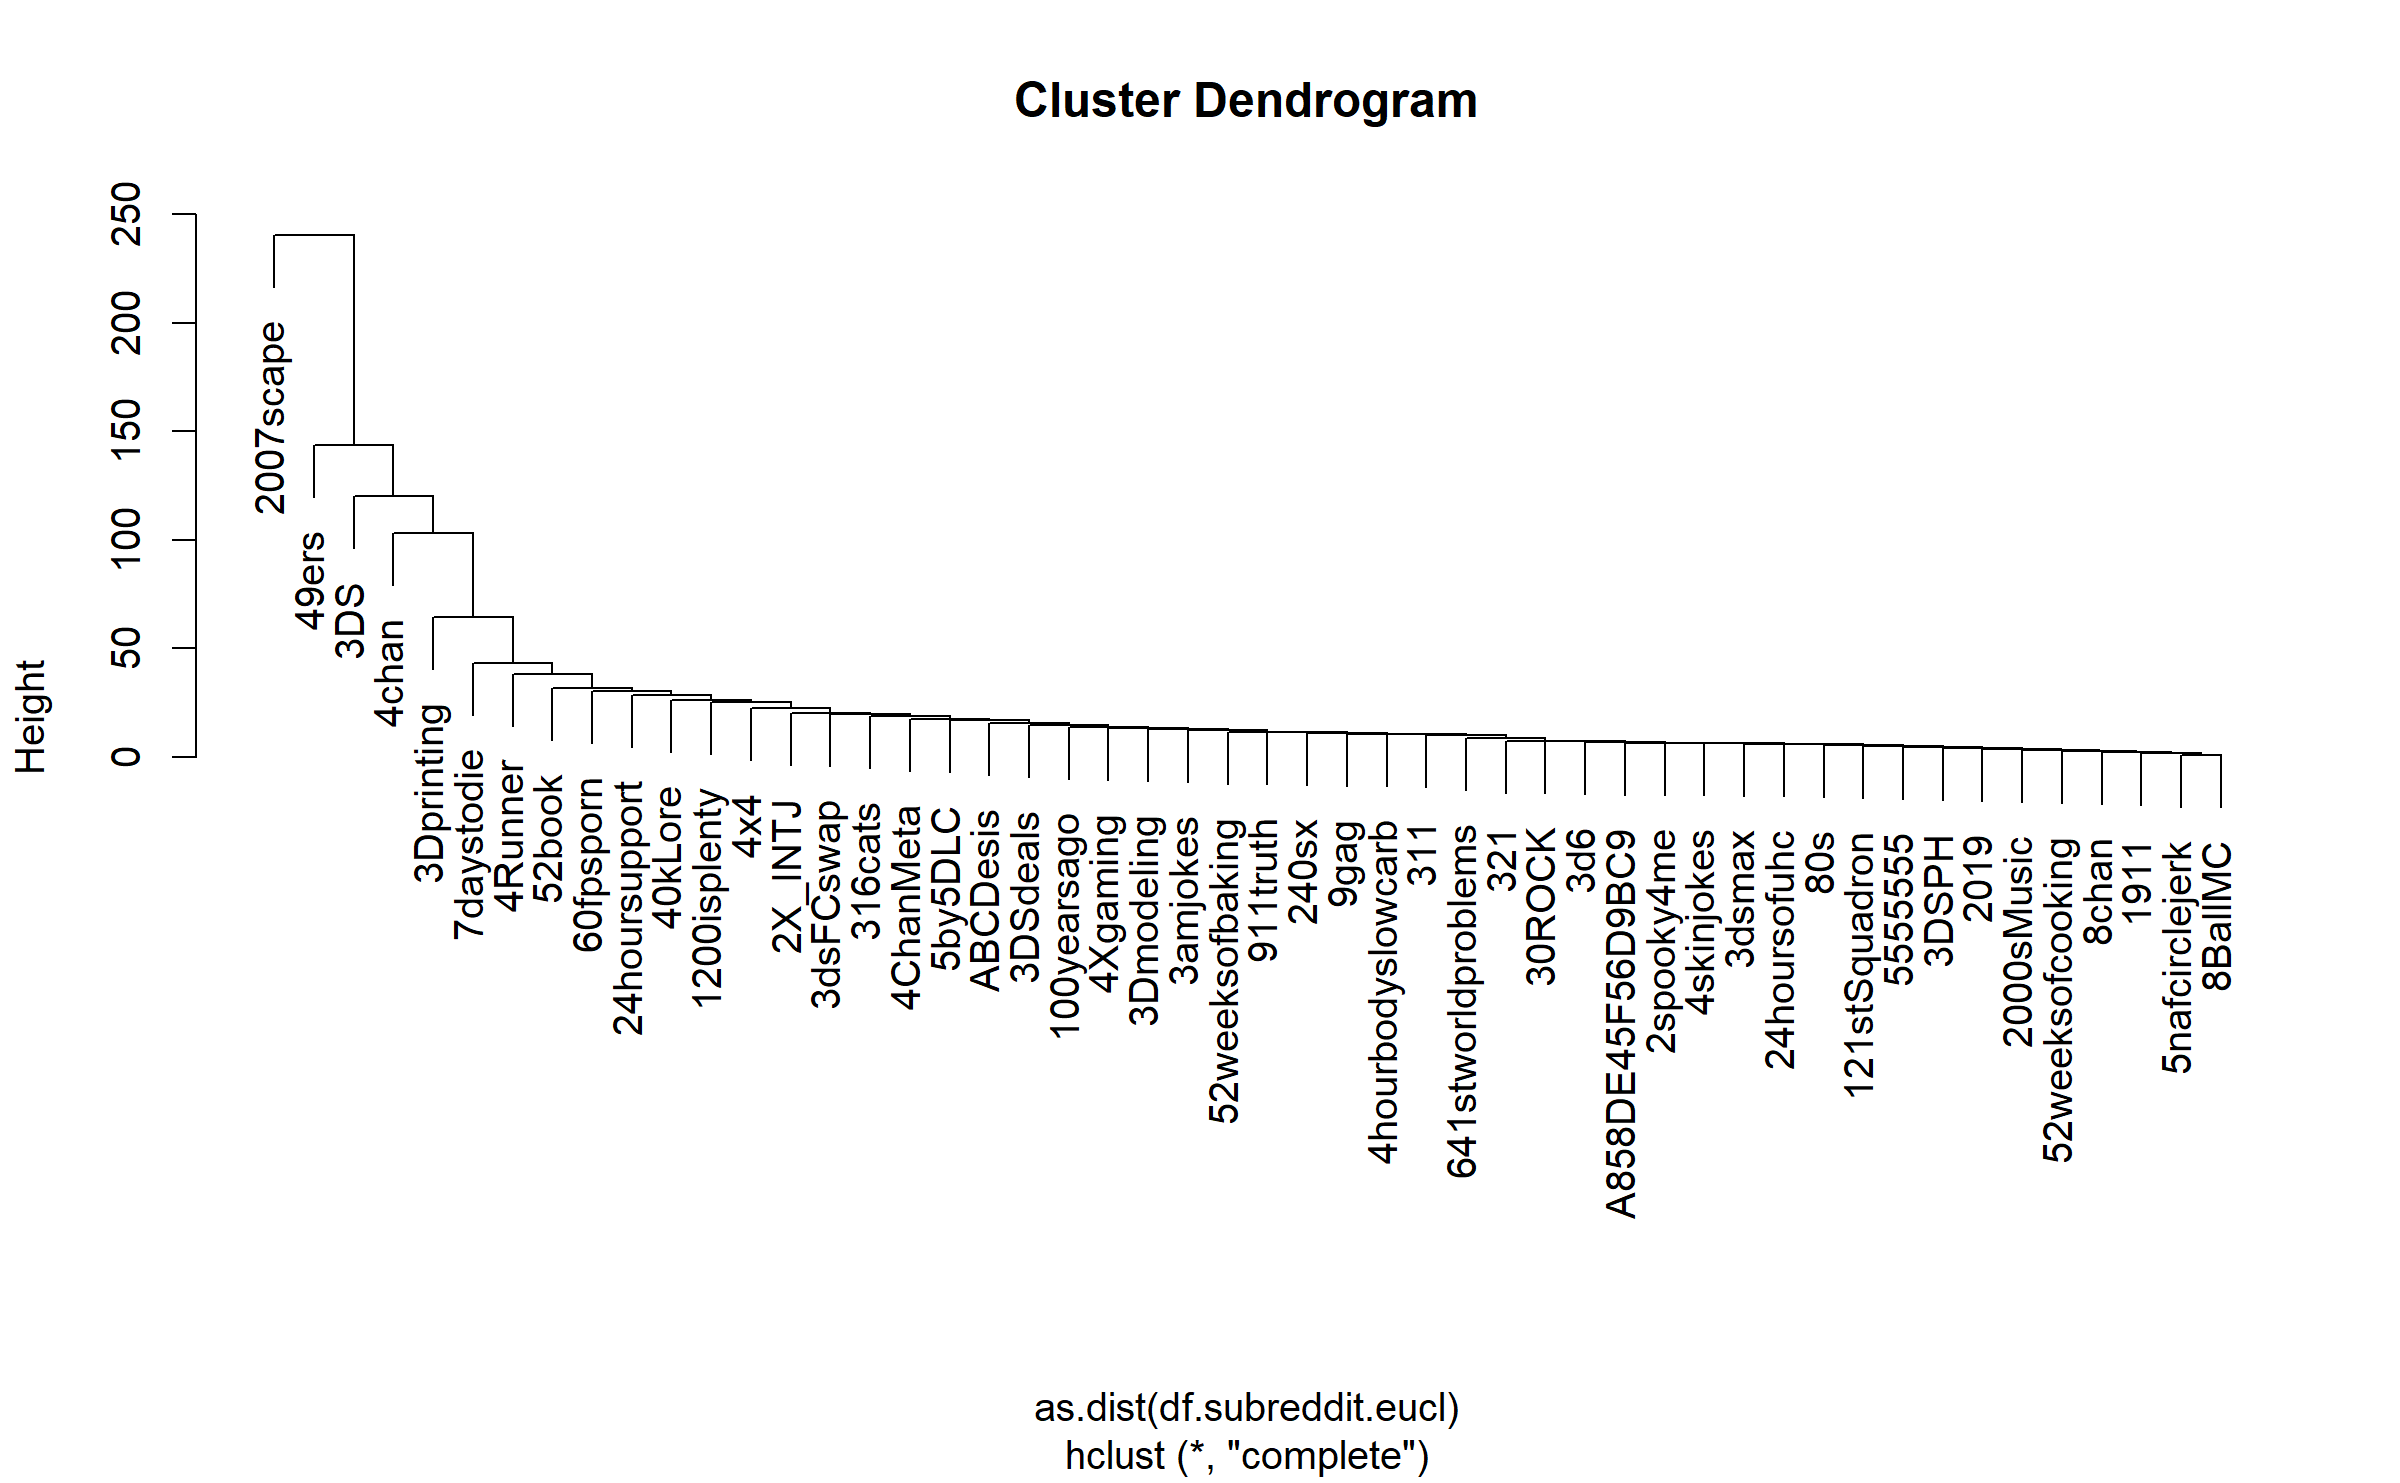 Cluster Dendrogram
Height
250
200
150
100
50
0
2007scape
49ers
3DS
4chan
3Dprinting
7daystodie
4Runner
52book
60fpsporn
24hoursupport
40kLore
1200isplenty
4x4
2X_INTJ
3dsFCswap
316cats
4ChanMeta
5by5DLC
ABCDesis
3DSdeals
100yearsago
4Xgaming
3Dmodeling
3amjokes
52weeksofbaking
911truth
240sx
9gag
4hourbodyslowcarb
311
641stworldproblems
321
30ROCK
3d6
A858DE45F56D9BC9
2spooky4me
4skinjokes
3dsmax
24hoursofuhc
80s
121stSquadron
5555555
3DSPH
2019
2000sMusic
52weeksofcooking
8chan
1911
5nafcirclejerk
8BallMC
as.dist(df.subreddit.eucl)
hclust (*, "complete")